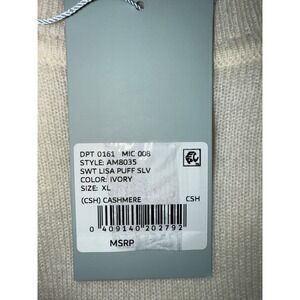 DPT 0161 MIC 008
STYLE: AM8035
SWT LISA PUFF SLV
COLOR: IVORY
SIZE: XL
(CSH) CASHMERE CSH
0 409140 202792
MSRP